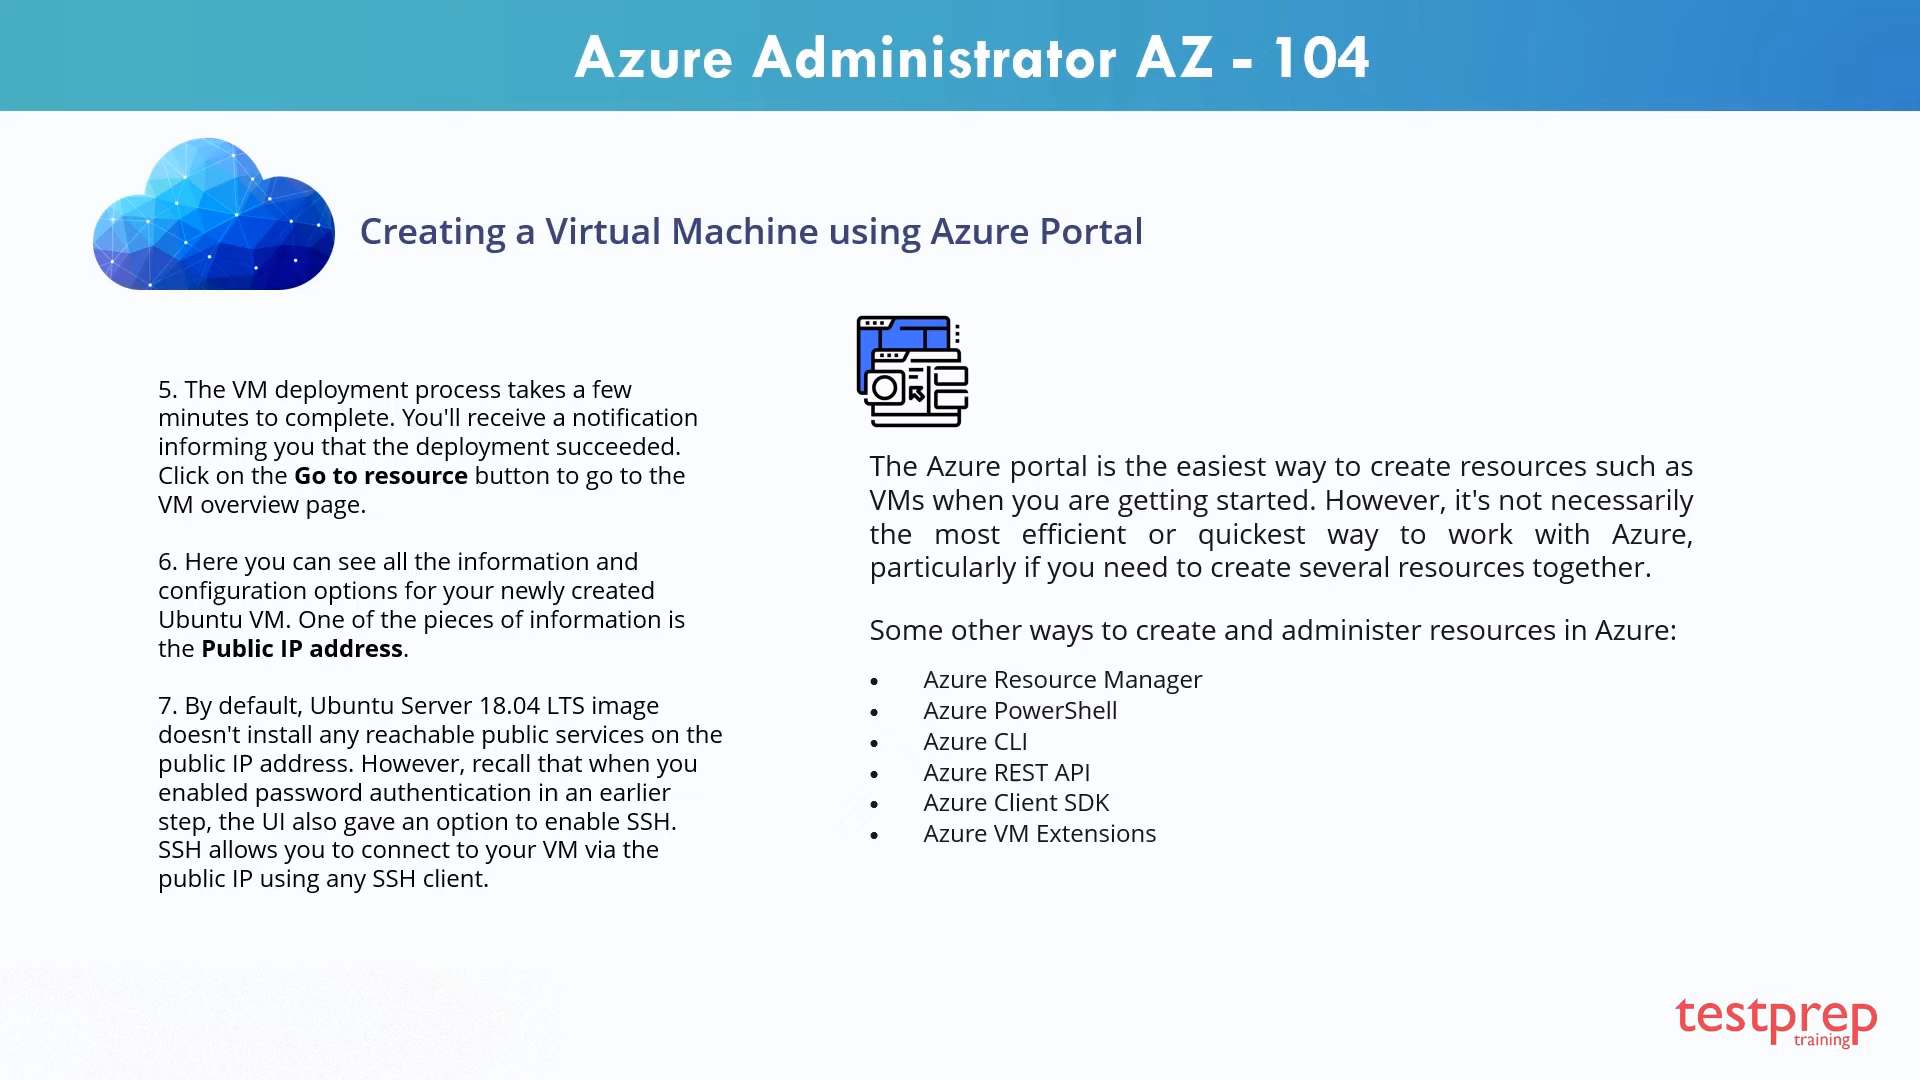 Azure Administrator AZ - 104
Creating a Virtual Machine using Azure Portal
5. The VM deployment process takes a few
minutes to complete. You'll receive a notification
informing you that the deployment succeeded.
Click on the Go to resource button to go to the
VM overview page.
6. Here you can see all the information and
configuration options for your newly created
Ubuntu VM. One of the pieces of information is
the Public IP address.
7. By default, Ubuntu Server 18.04 LTS image
doesn't install any reachable public services on the
public IP address. However, recall that when you
enabled password authentication in an earlier
step, the UI also gave an option to enable SSH.
SSH allows you to connect to your VM via the
public IP using any SSH client.
The Azure portal is the easiest way to create resources such as
VMs when you are getting started. However, it's not necessarily
the most efficient or quickest way to work with Azure,
particularly if you need to create several resources together.
Some other ways to create and administer resources in Azure:
• Azure Resource Manager
• Azure PowerShell
• Azure CLI
• Azure REST API
• Azure Client SDK
• Azure VM Extensions
testprep
training